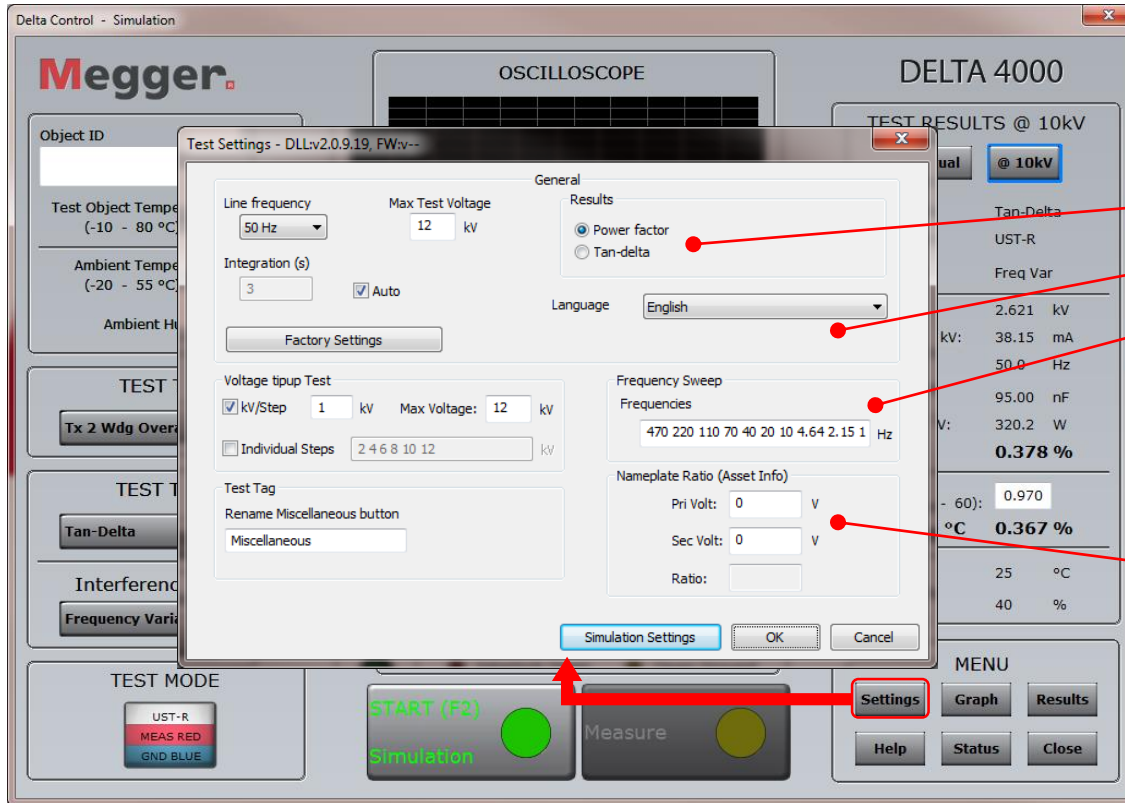 Delta Control - Simulation
Megger.
OSCILLOSCOPE
DELTA 4000
Object ID
Test Object Tempe
(-10 - 80 ºC)
Ambient Tempe
(-20 - 55 ºC)
Ambient Hu
TEST
Tx 2 Wdg Overa
TEST T
Tan-Delta
Interferenc
Frequency Varia
TEST MODE
UST-R
MEAS RED
GND BLUE
Test Settings - DLL:v2.0.9.19, FW:v--
General
Line frequency
50 Hz
Max Test Voltage
12 kV
Results
Power factor
Tan-delta
Integration (s)
3
Auto
Language English
Factory Settings
Voltage tipup Test
kV/Step 1 kV Max Voltage: 12 kV
Individual Steps 2 4 6 8 10 12 kV
Frequency Sweep
Frequencies
470 220 110 70 40 20 10 4.64 2.15 1 Hz
Test Tag
Rename Miscellaneous button
Miscellaneous
Nameplate Ratio (Asset Info)
Pri Volt: 0 V
Sec Volt: 0 V
Ratio:
Simulation Settings
OK
Cancel
START (F2)
Simulation
Measure
TEST RESULTS @ 10kV
ual
@ 10kV
Tan-Delta
UST-R
Freq Var
2.621 kV
kV: 38.15 mA
50.0 Hz
95.00 nF
V: 320.2 W
0.378 %
- 60): 0.970
ºC 0.367 %
25 ºC
40 %
MENU
Settings
Graph
Results
Help
Status
Close